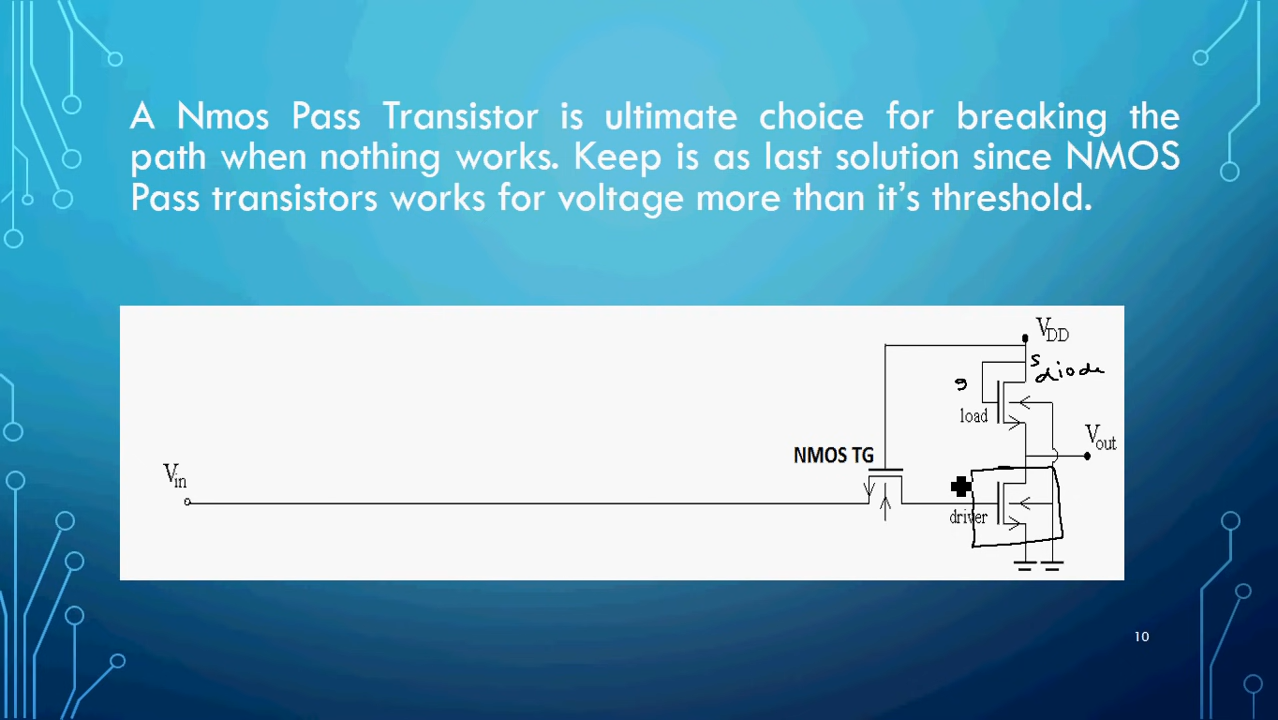 A Nmos Pass Transistor is ultimate choice for breaking the
path when nothing works. Keep is as last solution since NMOS
Pass transistors works for voltage more than it's threshold.
VDD
s
diode
g
load
Vout
NMOS TG
Vin
driver
10